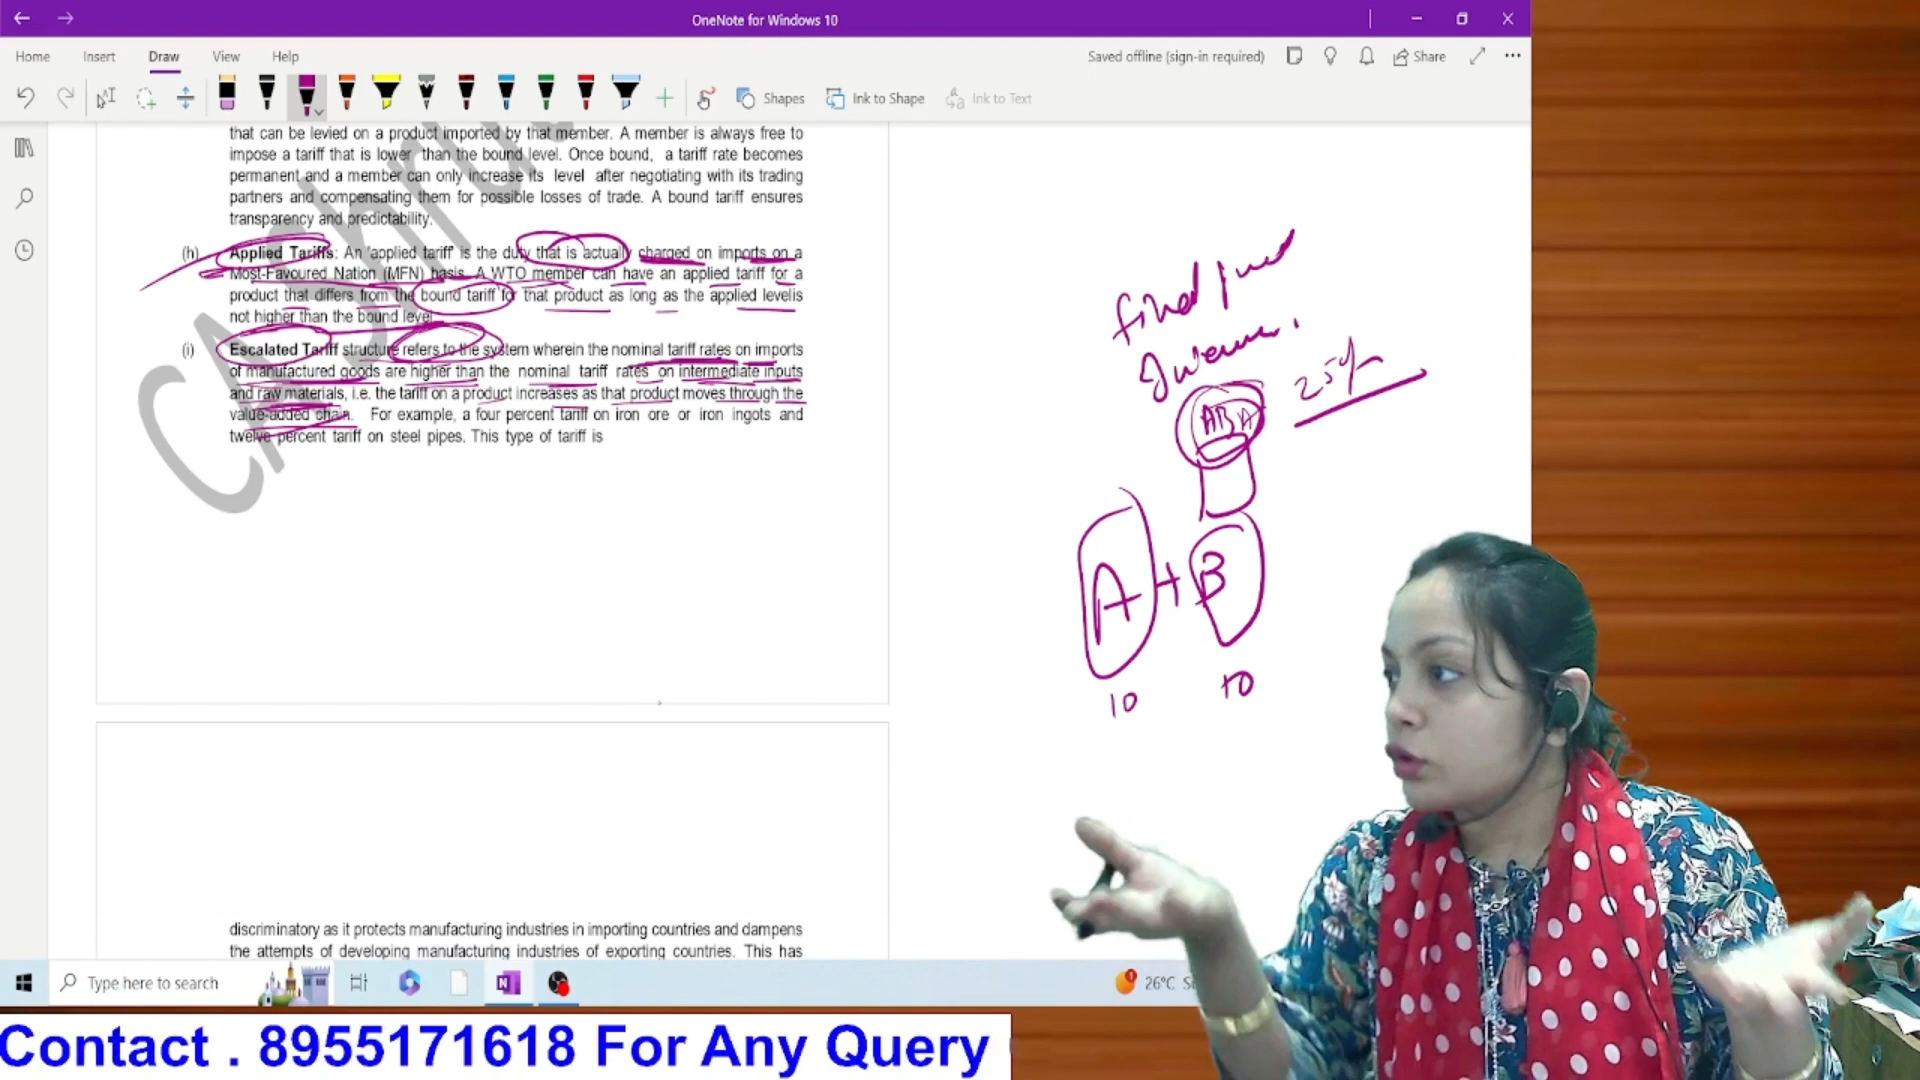 OneNote for Windows 10
Home Insert Draw View Help
Saved offline (sign-in required) Share
Shapes Ink to Shape Ink to Text
that can be levied on a product imported by that member. A member is always free to
impose a tariff that is lower than the bound level. Once bound, a tariff rate becomes
permanent and a member can only increase its level after negotiating with its trading
partners and compensating them for possible losses of trade. A bound tariff ensures
transparency and predictability.
(h) Applied Tariffs: An 'applied tariff' is the duty that is actually charged on imports on a
Most-Favoured Nation (MFN) basis. A WTO member can have an applied tariff for a
product that differs from the bound tariff for that product as long as the applied levelis
not higher than the bound level.
(i) Escalated Tariff structure refers to the system wherein the nominal tariff rates on imports
of manufactured goods are higher than the nominal tariff rates on intermediate inputs
and raw materials, i.e. the tariff on a product increases as that product moves through the
value-added chain. For example, a four percent tariff on iron ore or iron ingots and
twelve percent tariff on steel pipes. This type of tariff is
25%
A + B
10 10
discriminatory as it protects manufacturing industries in importing countries and dampens
the attempts of developing manufacturing industries of exporting countries. This has
Type here to search
26°C
Contact . 8955171618 For Any Query